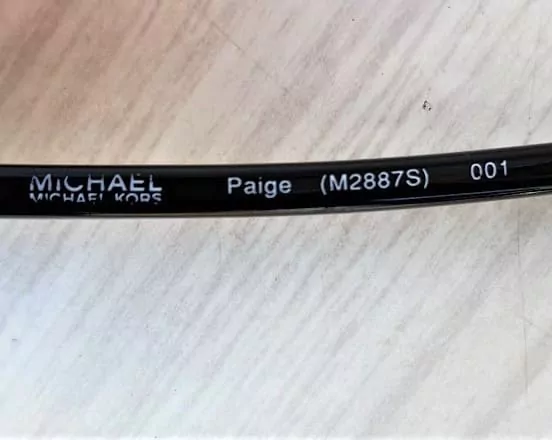 MICHAEL
MICHAEL KORS
Paige (M2887S) 001